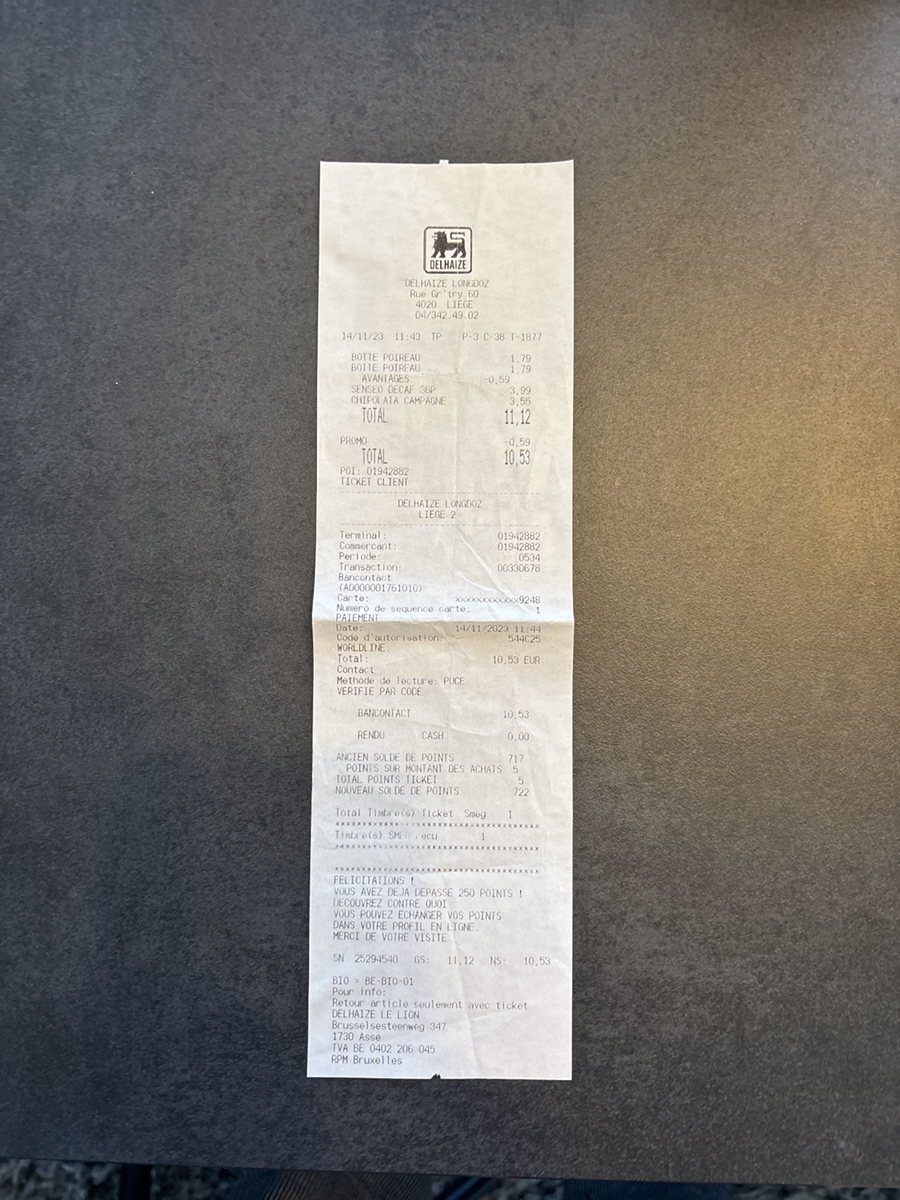 DELHAIZE
DELHAIZE LONGDOZ
Rue Gr'try 60
4020 LIEGE
04/342.49.02
14/11/23 11:43 TP P-3 C-38 T-1877
BOTTE POIREAU 1,79
BOTTE POIREAU 1,79
AVANTAGES -0,59
SENSEO DECAF 36P 3,99
CHIPOLATA CAMPAGNE 3,55
TOTAL 11,12
PROMO -0,59
TOTAL 10,53
POI: 01942882
TICKET CLIENT
DELHAIZE LONGDOZ
LIEGE 2
Terminal: 01942882
Commercant: 01942882
Periode: 0534
Transaction: 00330678
Bancontact
(A0000001761010)
Carte: xxxxxxxxxxxx9248
Numero de sequence carte: 1
PAIEMENT
Date: 14/11/2023 11:44
Code d'autorisation: 544C25
WORLDLINE
Total: 10,53 EUR
Contact
Methode de lecture: PUCE
VERIFIE PAR CODE
BANCONTACT 10,53
RENDU CASH 0,00
ANCIEN SOLDE DE POINTS 717
POINTS SUR MONTANT DES ACHATS 5
TOTAL POINTS TICKET 5
NOUVEAU SOLDE DE POINTS 722
Total Timbre(s) Ticket Smeg 1
Timbre(s) 1
FELICITATIONS !
VOUS AVEZ DEJA DEPASSE 250 POINTS !
DECOUVREZ CONTRE QUOI
VOUS POUVEZ ECHANGER VOS POINTS
DANS VOTRE PROFIL EN LIGNE.
MERCI DE VOTRE VISITE
SN 25294540 GS: 11,12 NS: 10,53
BIO = BE-BIO-01
Pour info:
Retour article seulement avec ticket
DELHAIZE LE LION
Brusselsesteenweg 347
1730 Asse
TVA BE 0402 206 045
RPM Bruxelles